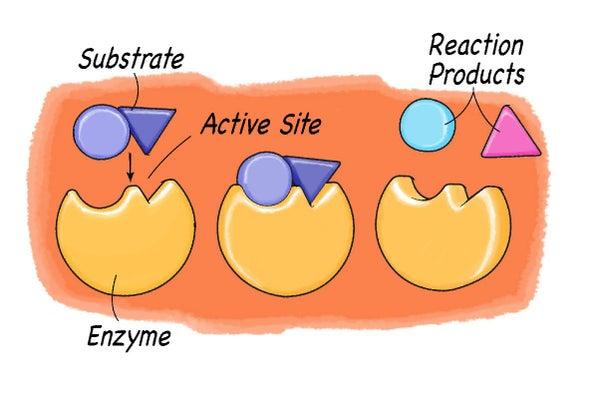 Substrate
Reaction
Products
Active Site
Enzyme